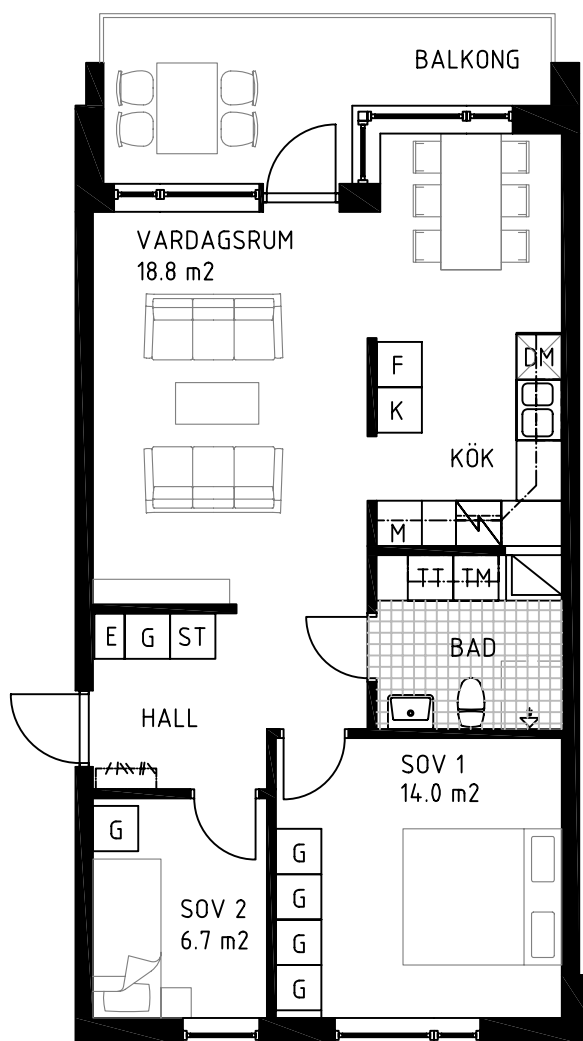 BALKONG
VARDAGSRUM
18.8 m2
DM
F
K
KÖK
M
TT TM
E G ST
BAD
HALL
SOV 1
14.0 m2
G
G
SOV 2
6.7 m2
G
G
G